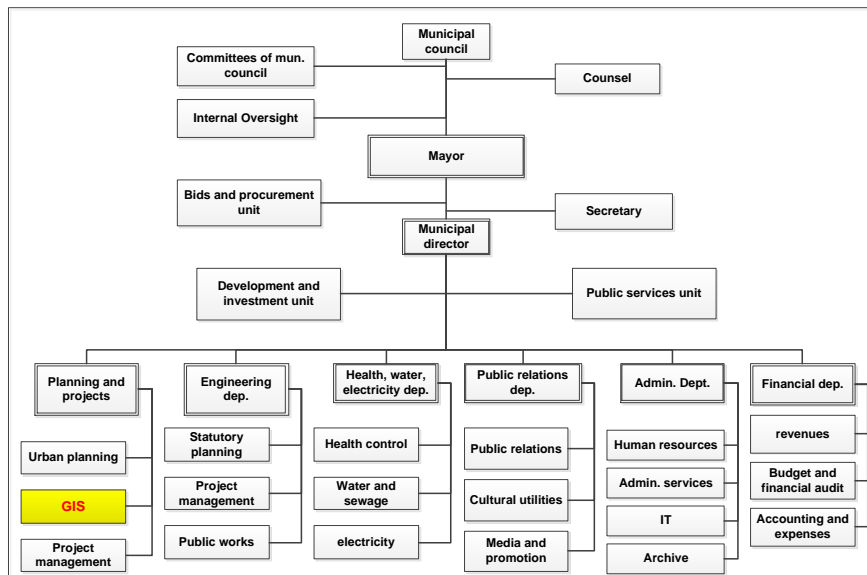 Municipal
council
Committees of mun.
council
Counsel
Internal Oversight
Mayor
Bids and procurement
unit
Secretary
Municipal
director
Development and
investment unit
Public services unit
Planning and
projects
Engineering
dep.
Health, water,
electricity dep.
Public relations
dep.
Admin. Dept.
Financial dep.
Urban planning
GIS
Project
management
Statutory
planning
Project
management
Public works
Health control
Water and
sewage
electricity
Public relations
Cultural utilities
Media and
promotion
Human resources
Admin. services
IT
Archive
revenues
Budget and
financial audit
Accounting and
expenses